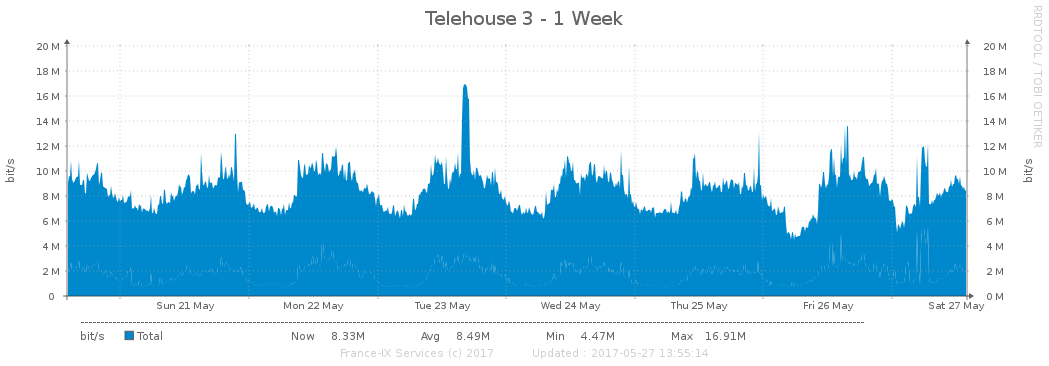 Telehouse 3 - 1 Week
RRDTOOL / TOBI OETIKER
bit/s
20 M 20 M
18 M 18 M
16 M 16 M
14 M 14 M
12 M 12 M
10 M 10 M
8 M 8 M
6 M 6 M
4 M 4 M
2 M 2 M
0 0 M
bit/s
Sun 21 May Mon 22 May Tue 23 May Wed 24 May Thu 25 May Fri 26 May Sat 27 May
bit/s Total Now 8.33M Avg 8.49M Min 4.47M Max 16.91M
France-IX Services (c) 2017 Updated : 2017-05-27 13:55:14